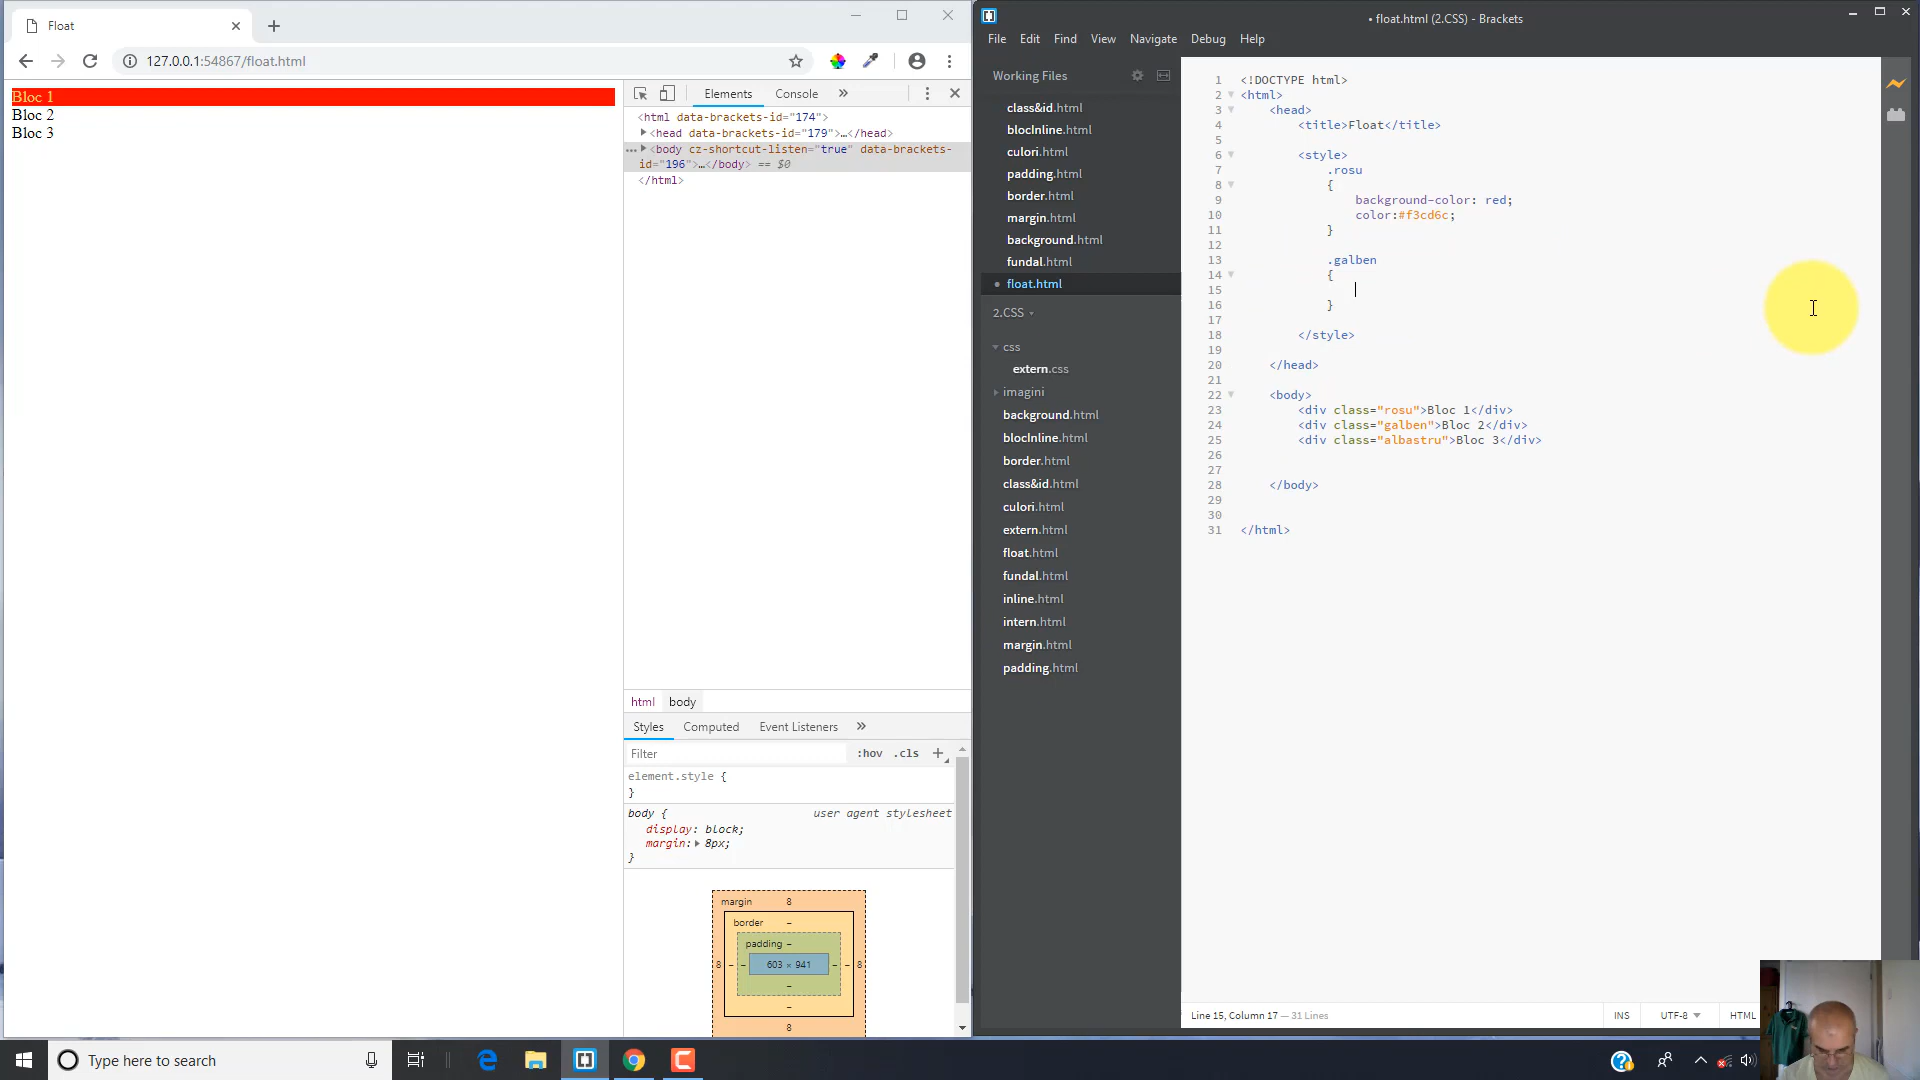 Float
127.0.0.1:54867/float.html
Bloc 1
Bloc 2
Bloc 3
Elements
Console
<html data-brackets-id="174">
<head data-brackets-id="179">…</head>
<body cz-shortcut-listen="true" data-brackets-
id="196">…</body> == $0
</html>
html
body
Styles
Computed
Event Listeners
Filter
:hov .cls +
element.style {
}
body {
user agent stylesheet
display: block;
margin: 8px;
}
margin 8
border –
padding –
8 – – 603 × 941 – – 8
–
–
8
• float.html (2.CSS) - Brackets
File Edit Find View Navigate Debug Help
Working Files
class&id.html
blocInline.html
culori.html
padding.html
border.html
margin.html
background.html
fundal.html
float.html
2.CSS
css
extern.css
imagini
background.html
blocInline.html
border.html
class&id.html
culori.html
extern.html
float.html
fundal.html
inline.html
intern.html
margin.html
padding.html
1 <!DOCTYPE html>
2 <html>
3 <head>
4 <title>Float</title>
5
6 <style>
7 .rosu
8 {
9 background-color: red;
10 color:#f3cd6c;
11 }
12
13 .galben
14 {
15
16 }
17
18 </style>
19
20 </head>
21
22 <body>
23 <div class="rosu">Bloc 1</div>
24 <div class="galben">Bloc 2</div>
25 <div class="albastru">Bloc 3</div>
26
27
28 </body>
29
30
31 </html>
Line 15, Column 17 — 31 Lines
INS
UTF-8
HTML
Type here to search